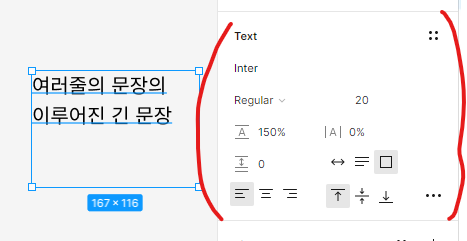 Text
Inter
여러줄의 문장의
이루어진 긴 문장
Regular 20
A 150% |A| 0%
0
167 × 116